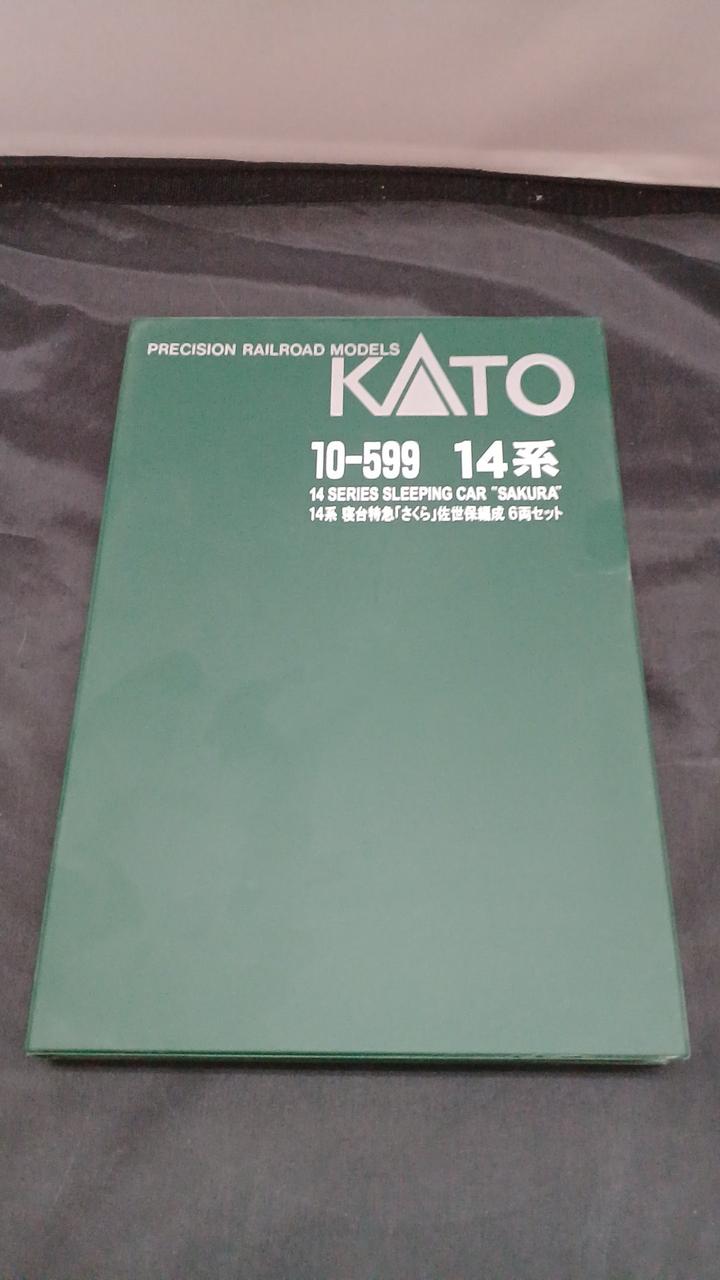 PRECISION RAILROAD MODELS
KATO
10-599 14系
14 SERIES SLEEPING CAR "SAKURA"
14系 寝台特急「さくら」佐世保編成 6両セット